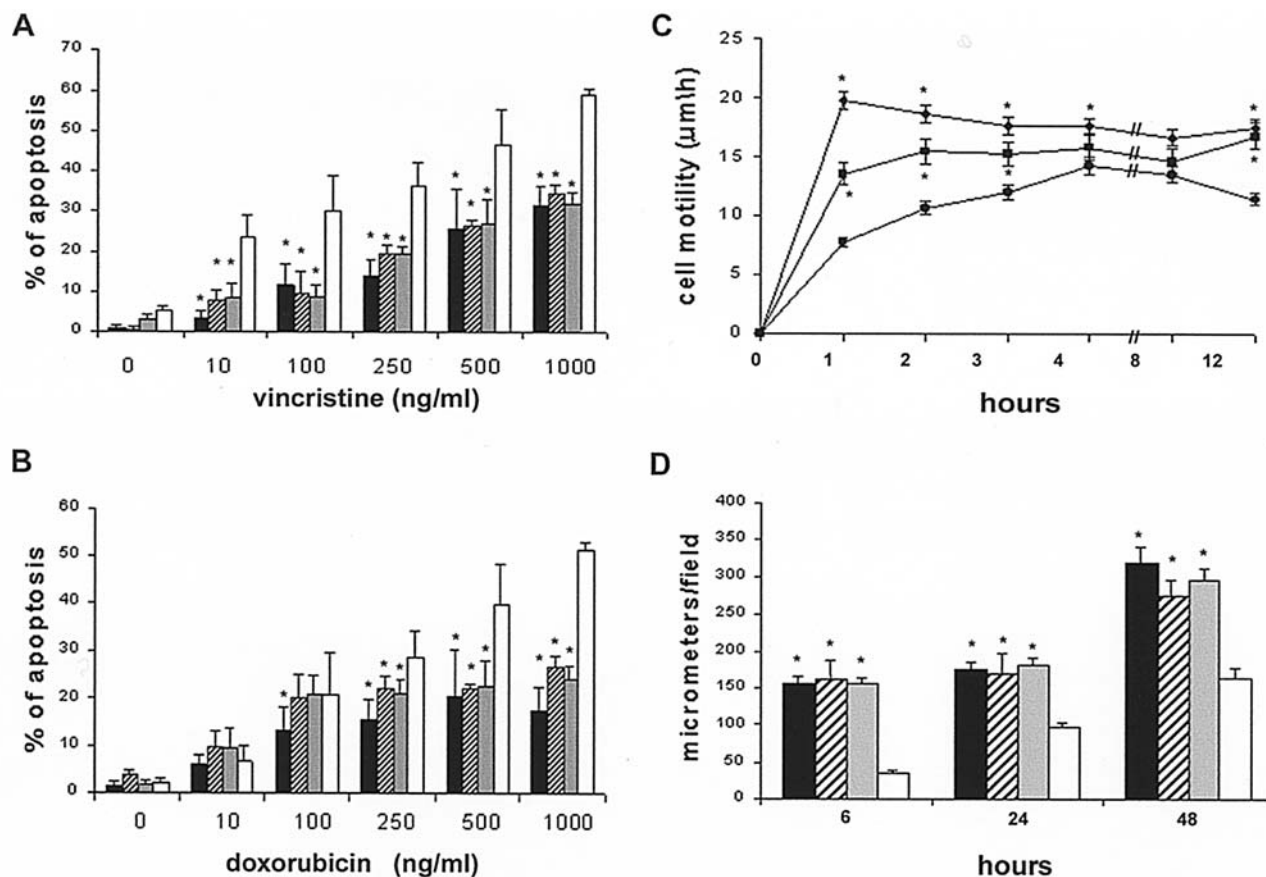 A
70
60
50
40
30
20
10
0
% of apoptosis
* * *
* * *
* * *
* * *
* * *
0 10 100 250 500 1000
vincristine (ng/ml)
B
60
50
40
30
20
10
0
% of apoptosis
*
* * *
* * *
* * *
0 10 100 250 500 1000
doxorubicin (ng/ml)
C
25
20
15
10
5
0
cell motility (µm\h)
* * * * *
* * * *
// // // //
0 1 2 3 4 8 12
hours
D
400
350
300
250
200
150
100
50
0
micrometers/field
* * *
* * *
* * *
6 24 48
hours